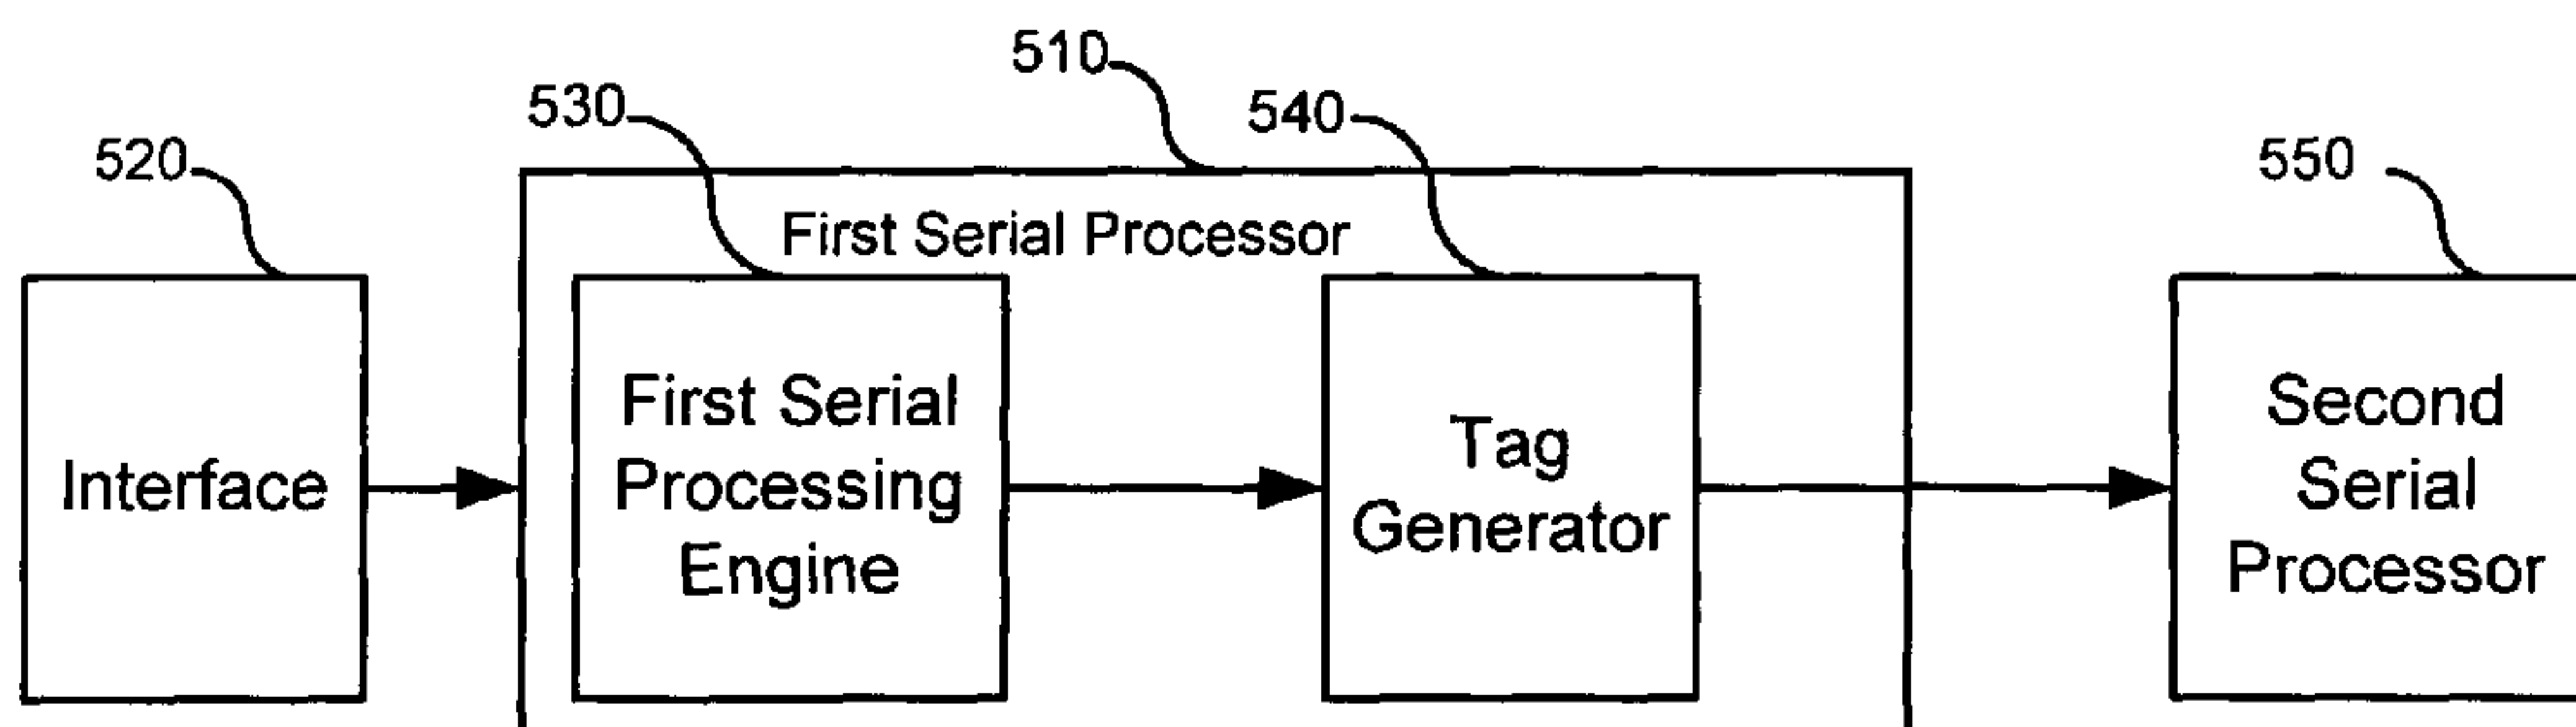 510
530
540
520
550
First Serial Processor
Interface
First Serial
Processing
Engine
Tag
Generator
Second
Serial
Processor